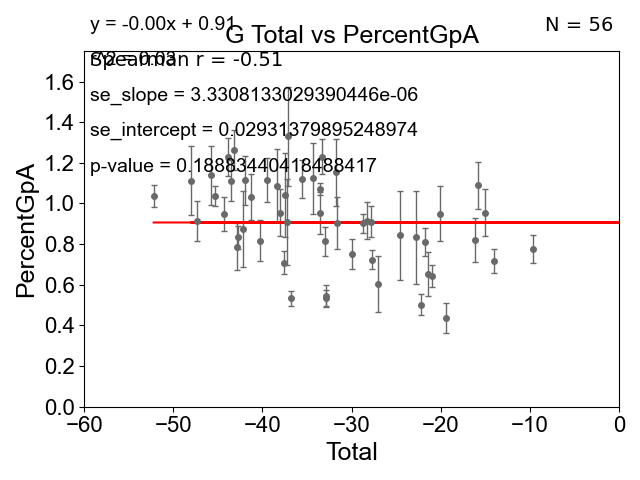 y = -0.00x + 0.91
N = 56
G Total vs PercentGpA
Spearman r = -0.51
se_slope = 3.3308133029390446e-06
se_intercept = 0.02931379895248974
p-value = 0.18883440418488417
PercentGpA
1.6
1.4
1.2
1.0
0.8
0.6
0.4
0.2
0.0
−60
−50
−40
−30
−20
−10
0
Total